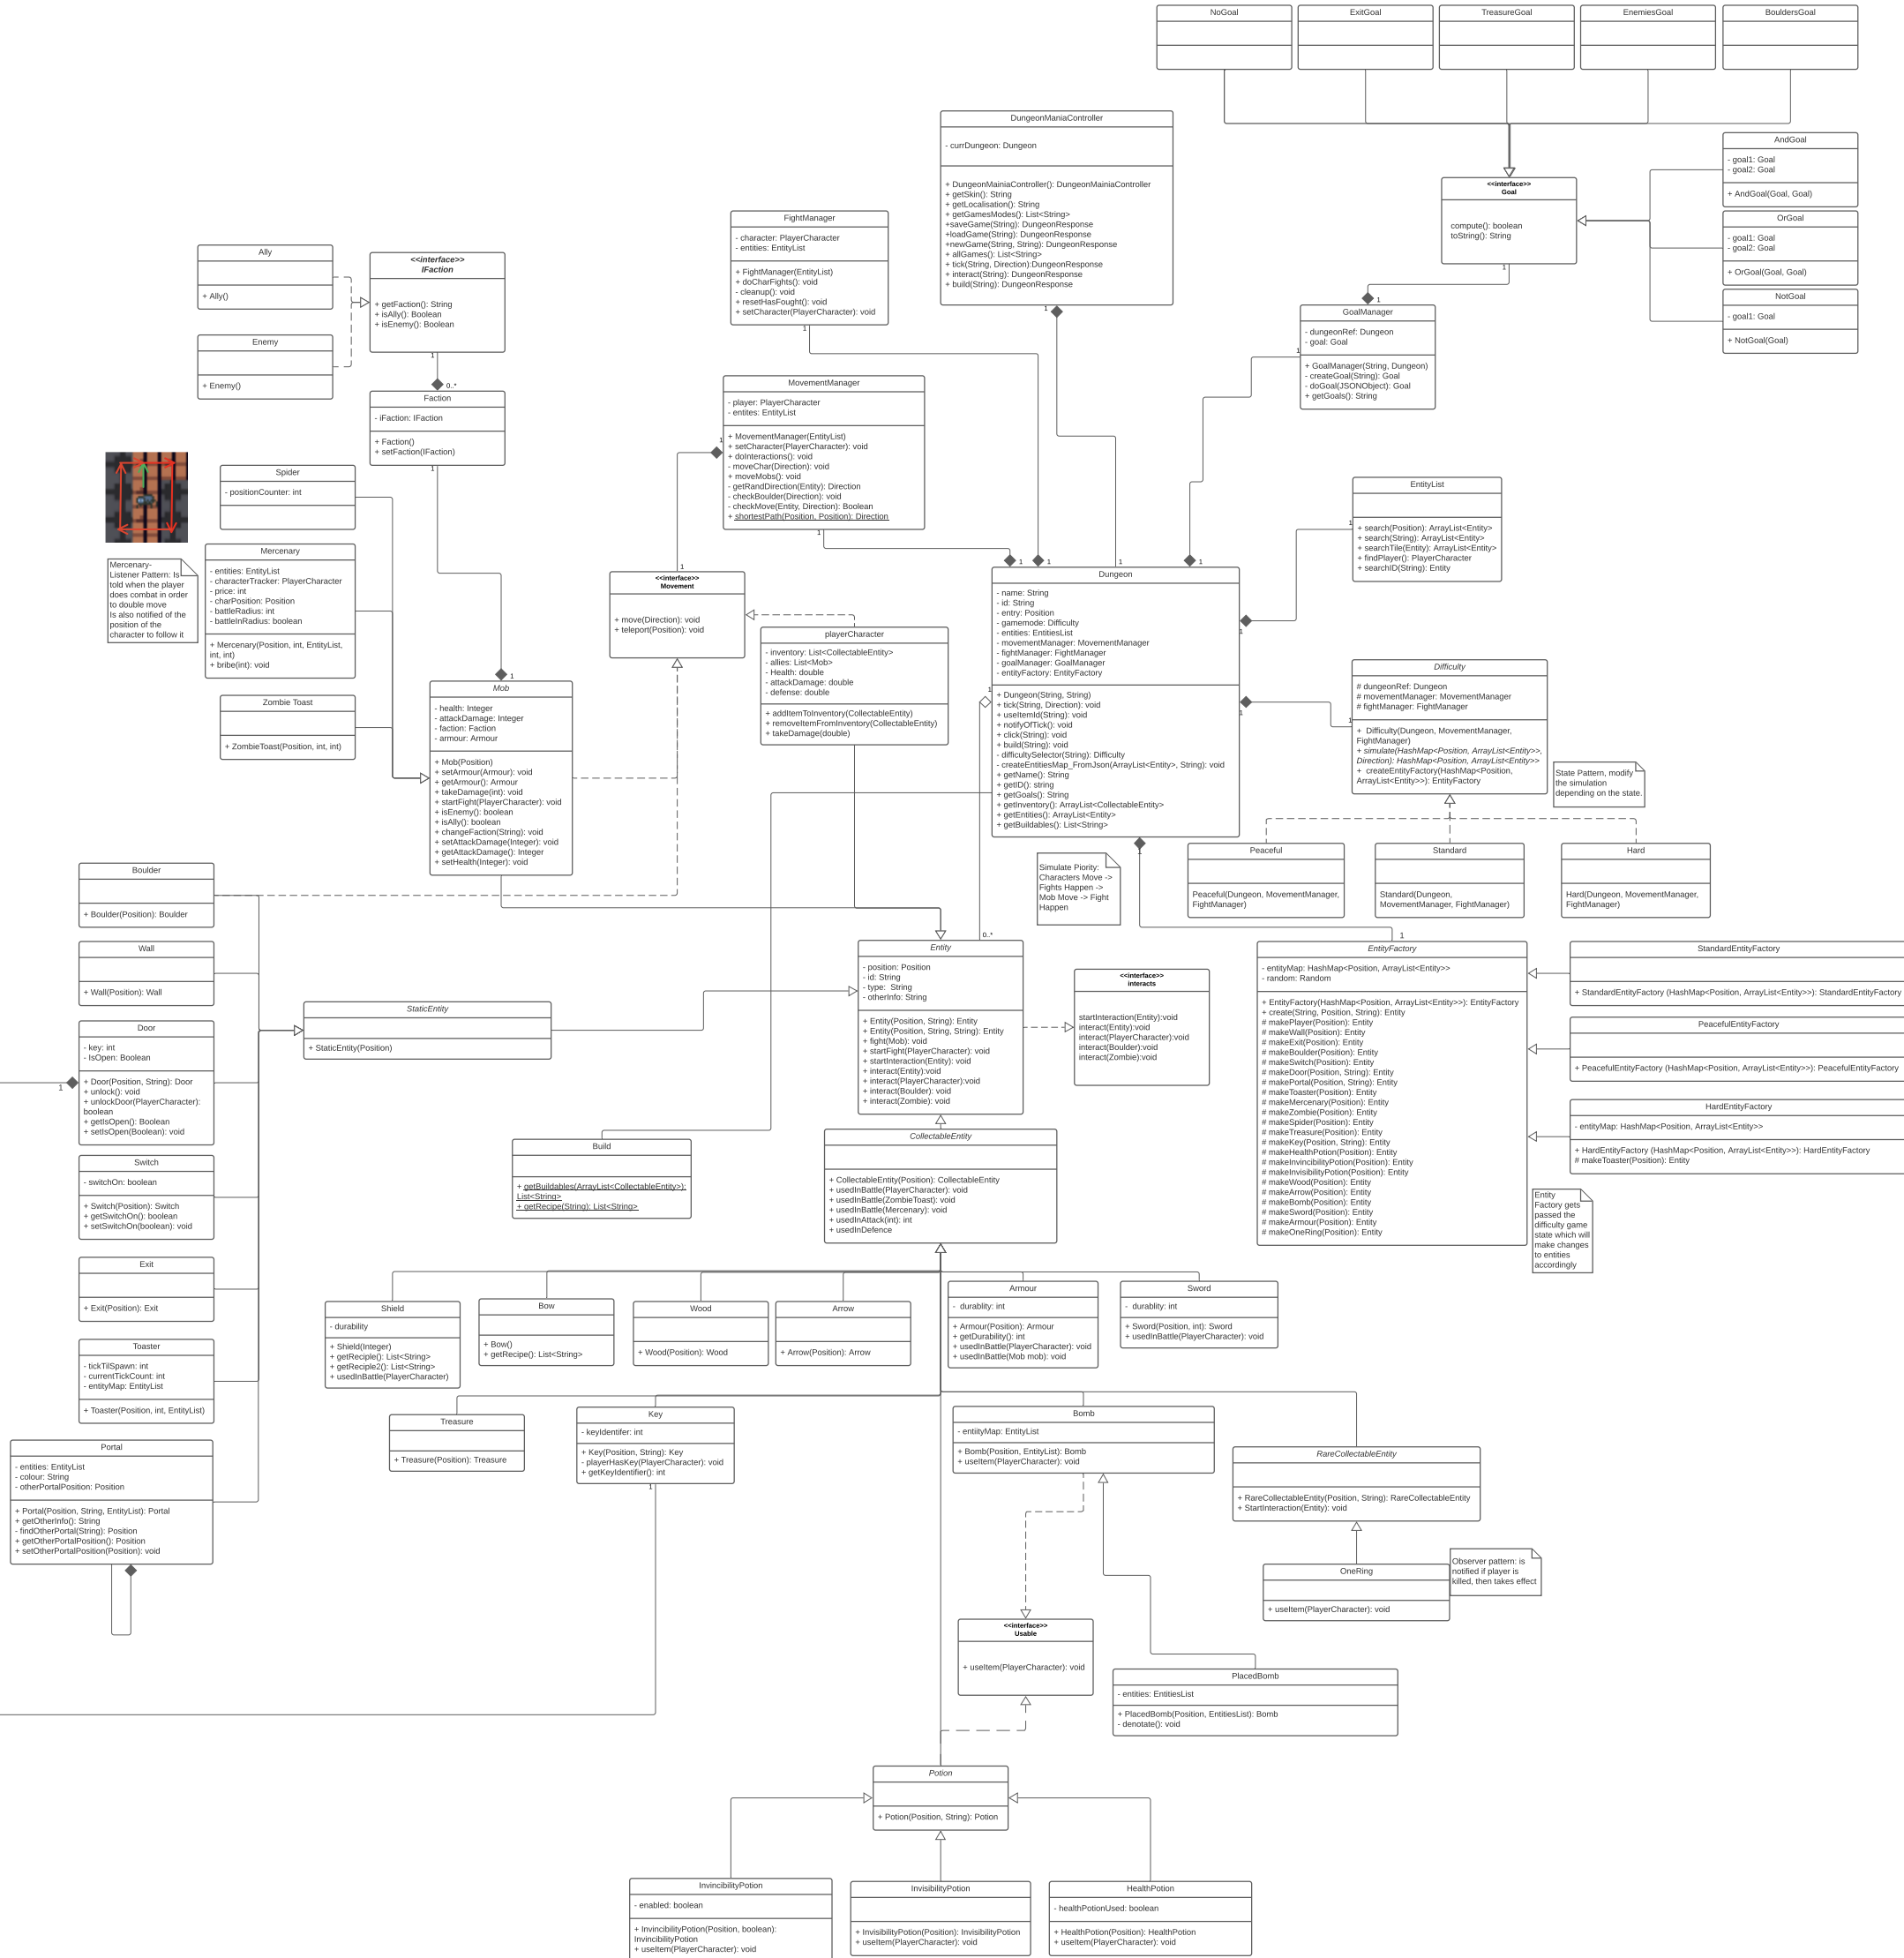 NoGoal
ExitGoal
TreasureGoal
EnemiesGoal
BouldersGoal
DungeonManiaController
- currDungeon: Dungeon
+ DungeonMainiaController(): DungeonMainiaController
+ getSkin(): String
+ getLocalisation(): String
+ getGamesModes(): List<String>
+saveGame(String): DungeonResponse
+loadGame(String): DungeonResponse
+newGame(String, String): DungeonResponse
+ allGames(): List<String>
+ tick(String, Direction):DungeonResponse
+ interact(String): DungeonResponse
+ build(String): DungeonResponse
1
<<interface>>
Goal
compute(): boolean
toString(): String
1
AndGoal
- goal1: Goal
- goal2: Goal
+ AndGoal(Goal, Goal)
OrGoal
- goal1: Goal
- goal2: Goal
+ OrGoal(Goal, Goal)
NotGoal
- goal1: Goal
+ NotGoal(Goal)
FightManager
- character: PlayerCharacter
- entities: EntityList
+ FightManager(EntityList)
+ doCharFights(): void
- cleanup(): void
+ resetHasFought(): void
+ setCharacter(PlayerCharacter): void
1
Ally
+ Ally()
Enemy
+ Enemy()
<<interface>>
IFaction
+ getFaction(): String
+ isAlly(): Boolean
+ isEnemy(): Boolean
1
0..*
Faction
- iFaction: IFaction
+ Faction()
+ setFaction(IFaction)
1
1
GoalManager
- dungeonRef: Dungeon
- goal: Goal
+ GoalManager(String, Dungeon)
- createGoal(String): Goal
- doGoal(JSONObject): Goal
+ getGoals(): String
1
MovementManager
- player: PlayerCharacter
- entites: EntityList
+ MovementManager(EntityList)
+ setCharacter(PlayerCharacter): void
+ doInteractions(): void
- moveChar(Direction): void
+ moveMobs(): void
- getRandDirection(Entity): Direction
- checkBoulder(Direction): void
- checkMove(Entity, Direction): Boolean
+ shortestPath(Position, Position): Direction
1
1
1
Spider
- positionCounter: int
Mercenary-
Listener Pattern: Is
told when the player
does combat in order
to double move
Is also notified of the
position of the
character to follow it
Mercenary
- entities: EntityList
- characterTracker: PlayerCharacter
- price: int
- charPosition: Position
- battleRadius: int
- battleInRadius: boolean
+ Mercenary(Position, int, EntityList,
int, int)
+ bribe(int): void
Zombie Toast
+ ZombieToast(Position, int, int)
<<interface>>
Movement
+ move(Direction): void
+ teleport(Position): void
playerCharacter
- inventory: List<CollectableEntity>
- allies: List<Mob>
- Health: double
- attackDamage: double
- defense: double
+ addItemToInventory(CollectableEntity)
+ removeItemFromInventory(CollectableEntity)
+ takeDamage(double)
1
Mob
- health: Integer
- attackDamage: Integer
- faction: Faction
- armour: Armour
+ Mob(Position)
+ setArmour(Armour): void
+ getArmour(): Armour
+ takeDamage(int): void
+ startFight(PlayerCharacter): void
+ isEnemy(): boolean
+ isAlly(): boolean
+ changeFaction(String): void
+ setAttackDamage(Integer): void
+ getAttackDamage(): Integer
+ setHealth(Integer): void
1
1
1
1
Dungeon
- name: String
- id: String
- entry: Position
- gamemode: Difficulty
- entities: EntitiesList
- movementManager: MovementManager
- fightManager: FightManager
- goalManager: GoalManager
- entityFactory: EntityFactory
+ Dungeon(String, String)
+ tick(String, Direction): void
+ useItemId(String): void
+ notifyOfTick(): void
+ click(String): void
+ build(String): void
- difficultySelector(String): Difficulty
- createEntitiesMap_FromJson(ArrayList<Entity>, String): void
+ getName(): String
+ getID(): string
+ getGoals(): String
+ getInventory(): ArrayList<CollectableEntity>
+ getEntities(): ArrayList<Entity>
+ getBuildables(): List<String>
1
1
1
1
EntityList
+ search(Position): ArrayList<Entity>
+ search(String): ArrayList<Entity>
+ searchTile(Entity): ArrayList<Entity>
+ findPlayer(): PlayerCharacter
+ searchID(String): Entity
1
Difficulty
# dungeonRef: Dungeon
# movementManager: MovementManager
# fightManager: FightManager
+  Difficulty(Dungeon, MovementManager,
FightManager)
+ simulate(HashMap<Position, ArrayList<Entity>>,
Direction): HashMap<Position, ArrayList<Entity>>
+  createEntityFactory(HashMap<Position,
ArrayList<Entity>>): EntityFactory
1
State Pattern, modify
the simulation
depending on the state.
Simulate Piority:
Characters Move ->
Fights Happen ->
Mob Move -> Fight
Happen
Peaceful
Peaceful(Dungeon, MovementManager,
FightManager)
Standard
Standard(Dungeon,
MovementManager, FightManager)
Hard
Hard(Dungeon, MovementManager,
FightManager)
Boulder
+ Boulder(Position): Boulder
Wall
+ Wall(Position): Wall
Door
- key: int
- IsOpen: Boolean
+ Door(Position, String): Door
+ unlock(): void
+ unlockDoor(PlayerCharacter):
boolean
+ getIsOpen(): Boolean
+ setIsOpen(Boolean): void
1
Switch
- switchOn: boolean
+ Switch(Position): Switch
+ getSwitchOn(): boolean
+ setSwitchOn(boolean): void
Exit
+ Exit(Position): Exit
Toaster
- tickTilSpawn: int
- currentTickCount: int
- entityMap: EntityList
+ Toaster(Position, int, EntityList)
Portal
- entities: EntityList
- colour: String
- otherPortalPosition: Position
+ Portal(Position, String, EntityList): Portal
+ getOtherInfo(): String
- findOtherPortal(String): Position
+ getOtherPortalPosition(): Position
+ setOtherPortalPosition(Position): void
StaticEntity
+ StaticEntity(Position)
0..*
Entity
- position: Position
- id: String
- type:  String
- otherInfo: String
+ Entity(Position, String): Entity
+ Entity(Position, String, String): Entity
+ fight(Mob): void
+ startFight(PlayerCharacter): void
+ startInteraction(Entity): void
+ interact(Entity):void
+ interact(PlayerCharacter):void
+ interact(Boulder): void
+ interact(Zombie): void
<<interface>>
interacts
startInteraction(Entity):void
interact(Entity):void
interact(PlayerCharacter):void
interact(Boulder):void
interact(Zombie):void
1
EntityFactory
- entityMap: HashMap<Position, ArrayList<Entity>>
- random: Random
+ EntityFactory(HashMap<Position, ArrayList<Entity>>): EntityFactory
+ create(String, Position, String): Entity
# makePlayer(Position): Entity
# makeWall(Position): Entity
# makeExit(Position): Entity
# makeBoulder(Position): Entity
# makeSwitch(Position): Entity
# makeDoor(Position, String): Entity
# makePortal(Position, String): Entity
# makeToaster(Position): Entity
# makeMercenary(Position): Entity
# makeZombie(Position): Entity
# makeSpider(Position): Entity
# makeTreasure(Position): Entity
# makeKey(Position, String): Entity
# makeHealthPotion(Position): Entity
# makeInvincibilityPotion(Position): Entity
# makeInvisibilityPotion(Position): Entity
# makeWood(Position): Entity
# makeArrow(Position): Entity
# makeBomb(Position): Entity
# makeSword(Position): Entity
# makeArmour(Position): Entity
# makeOneRing(Position): Entity
StandardEntityFactory
+ StandardEntityFactory (HashMap<Position, ArrayList<Entity>>): StandardEntityFactory
PeacefulEntityFactory
+ PeacefulEntityFactory (HashMap<Position, ArrayList<Entity>>): PeacefulEntityFactory
HardEntityFactory
- entityMap: HashMap<Position, ArrayList<Entity>>
+ HardEntityFactory (HashMap<Position, ArrayList<Entity>>): HardEntityFactory
# makeToaster(Position): Entity
Entity
Factory gets
passed the
difficulty game
state which will
make changes
to entities
accordingly
Build
+ getBuildables(ArrayList<CollectableEntity>):
List<String>
+ getRecipe(String): List<String>
CollectableEntity
+ CollectableEntity(Position): CollectableEntity
+ usedInBattle(PlayerCharacter): void
+ usedInBattle(ZombieToast): void
+ usedInBattle(Mercenary): void
+ usedInAttack(int): int
+ usedInDefence
Shield
- durability
+ Shield(Integer)
+ getReciple(): List<String>
+ getReciple2(): List<String>
+ usedInBattle(PlayerCharacter)
Bow
+ Bow()
+ getRecipe(): List<String>
Wood
+ Wood(Position): Wood
Arrow
+ Arrow(Position): Arrow
Armour
-  durablity: int
+ Armour(Position): Armour
+ getDurability(): int
+ usedInBattle(PlayerCharacter): void
+ usedInBattle(Mob mob): void
Sword
-  durablity: int
+ Sword(Position, int): Sword
+ usedInBattle(PlayerCharacter): void
Treasure
+ Treasure(Position): Treasure
Key
- keyIdentifer: int
+ Key(Position, String): Key
- playerHasKey(PlayerCharacter): void
+ getKeyIdentifier(): int
1
Bomb
- entiityMap: EntityList
+ Bomb(Position, EntityList): Bomb
+ useItem(PlayerCharacter): void
RareCollectableEntity
+ RareCollectableEntity(Position, String): RareCollectableEntity
+ StartInteraction(Entity): void
OneRing
+ useItem(PlayerCharacter): void
Observer pattern: is
notified if player is
killed, then takes effect
<<interface>>
Usable
+ useItem(PlayerCharacter): void
PlacedBomb
- entities: EntitiesList
+ PlacedBomb(Position, EntitiesList): Bomb
- denotate(): void
Potion
+ Potion(Position, String): Potion
InvincibilityPotion
- enabled: boolean
+ InvincibilityPotion(Position, boolean):
InvincibilityPotion
+ useItem(PlayerCharacter): void
InvisibilityPotion
+ InvisibilityPotion(Position): InvisibilityPotion
+ useItem(PlayerCharacter): void
HealthPotion
- healthPotionUsed: boolean
+ HealthPotion(Position): HealthPotion
+ useItem(PlayerCharacter): void